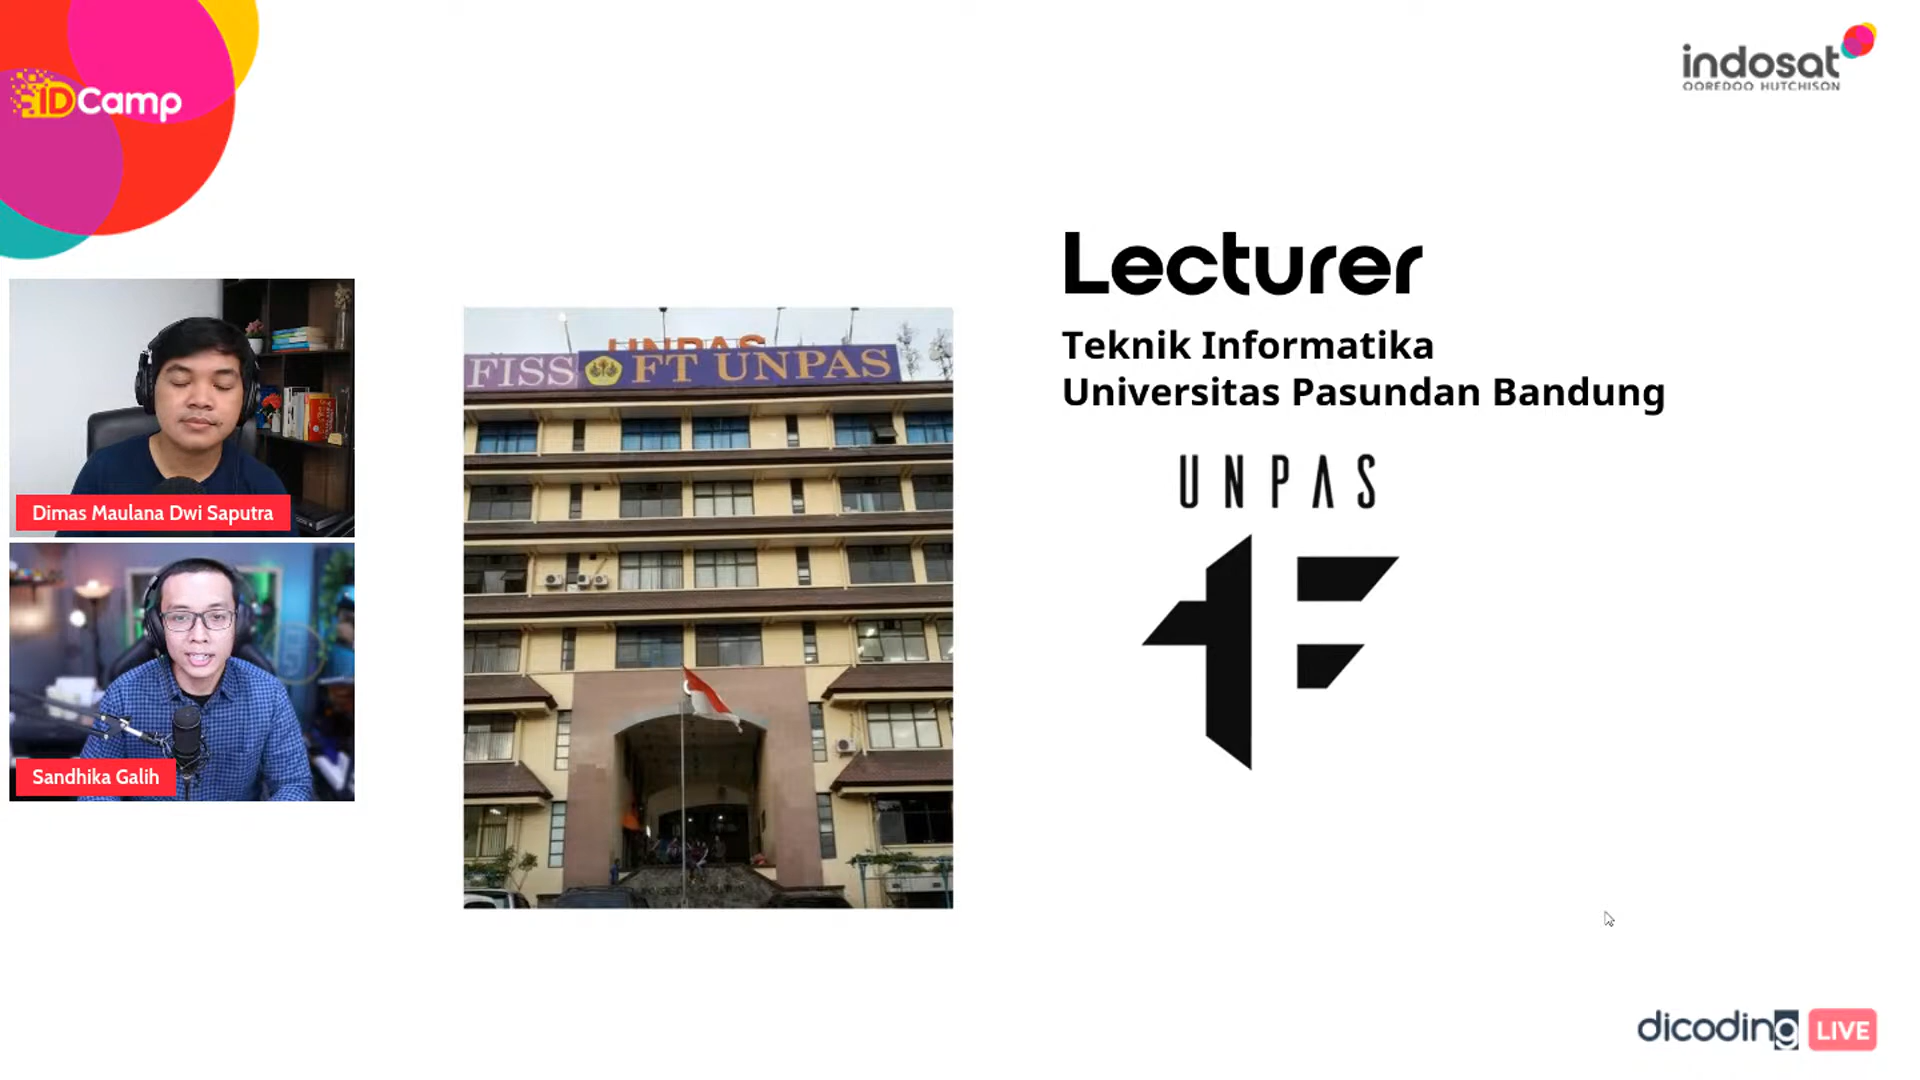 IDCamp
indosat
OOREDOO HUTCHISON
Lecturer
Teknik Informatika
Universitas Pasundan Bandung
UNPAS
UNPAS
FISS FT UNPAS
Dimas Maulana Dwi Saputra
Sandhika Galih
dicoding LIVE